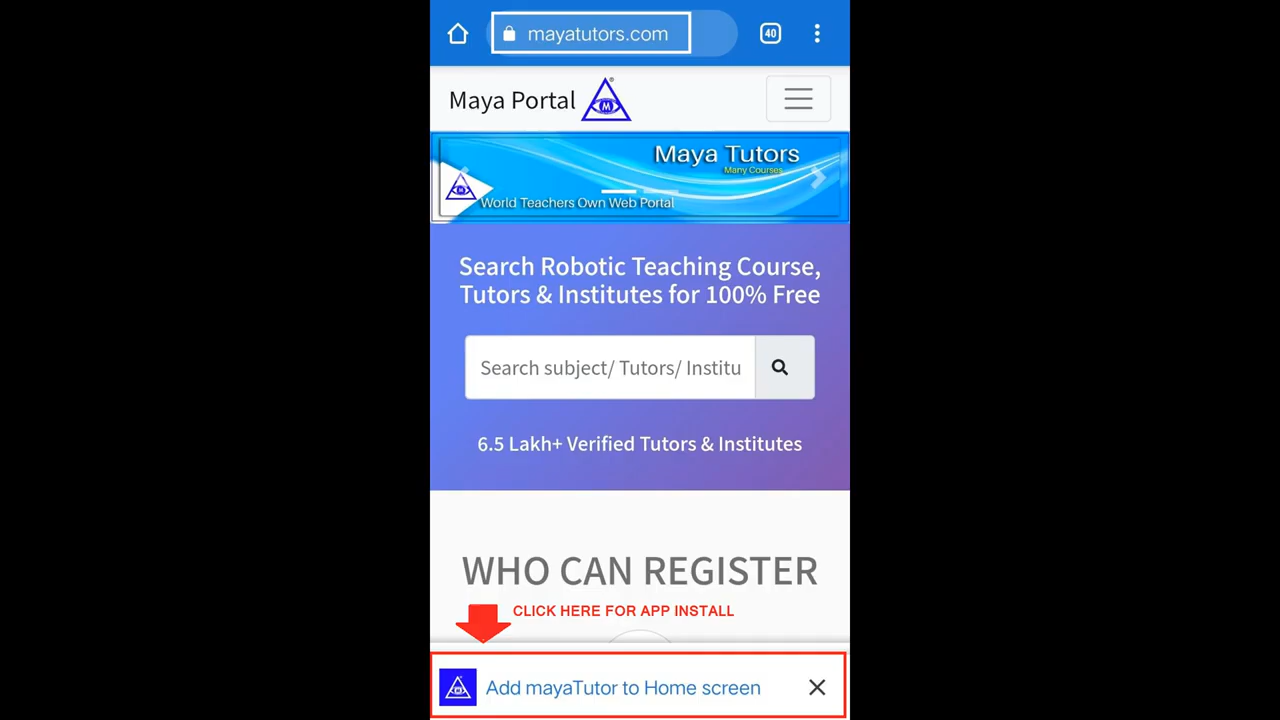 mayatutors.com
40
Maya Portal
M
Maya Tutors
Many Courses
World Teachers Own Web Portal
Search Robotic Teaching Course,
Tutors & Institutes for 100% Free
Search subject/ Tutors/ Institu
6.5 Lakh+ Verified Tutors & Institutes
WHO CAN REGISTER
CLICK HERE FOR APP INSTALL
Add mayaTutor to Home screen